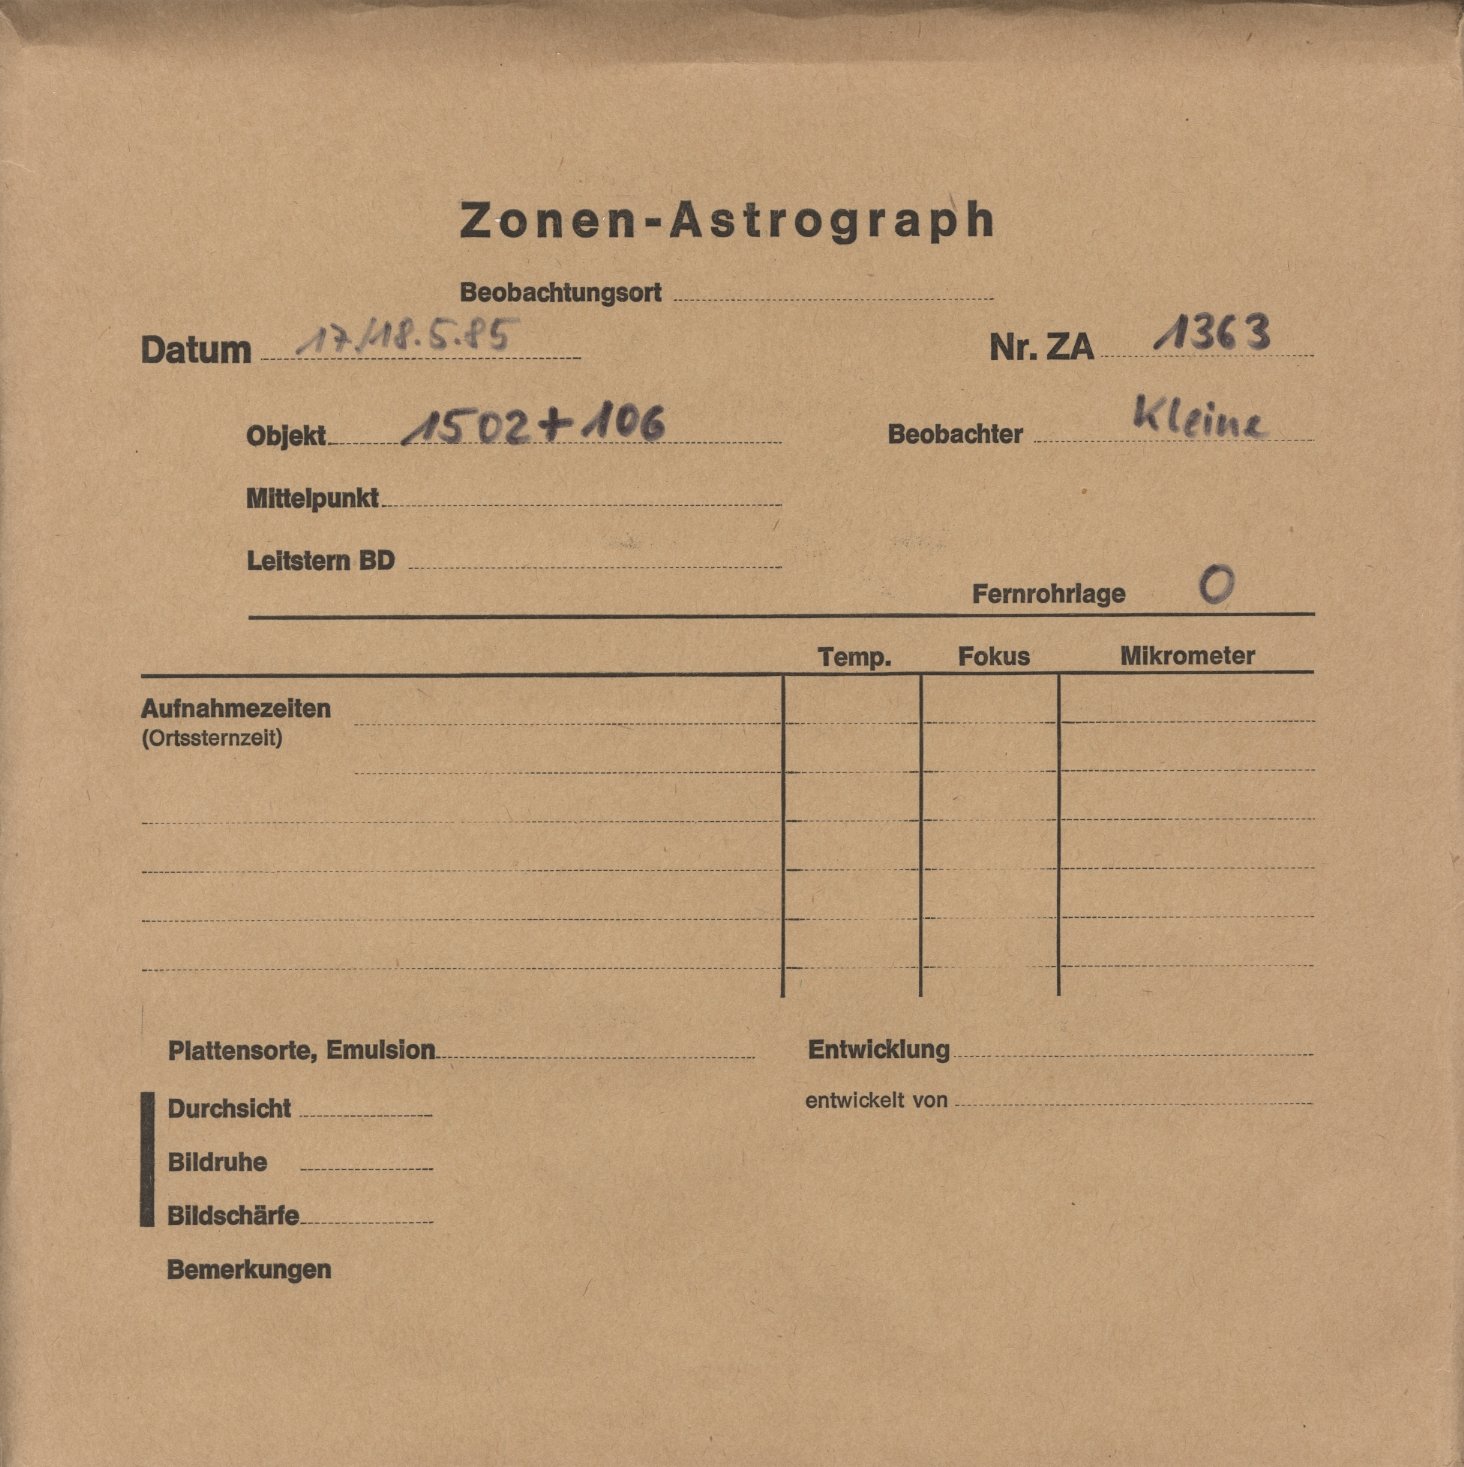 Zonen-Astrograph
Beobachtungsort
Datum 17/18.5.85 Nr. ZA 1363
Objekt 1502+106 Beobachter Kleine
Mittelpunkt
Leitstern BD
Fernrohrlage O
Temp. Fokus Mikrometer
Aufnahmezeiten
(Ortssternzeit)
Plattensorte, Emulsion Entwicklung
Durchsicht entwickelt von
Bildruhe
Bildschärfe
Bemerkungen